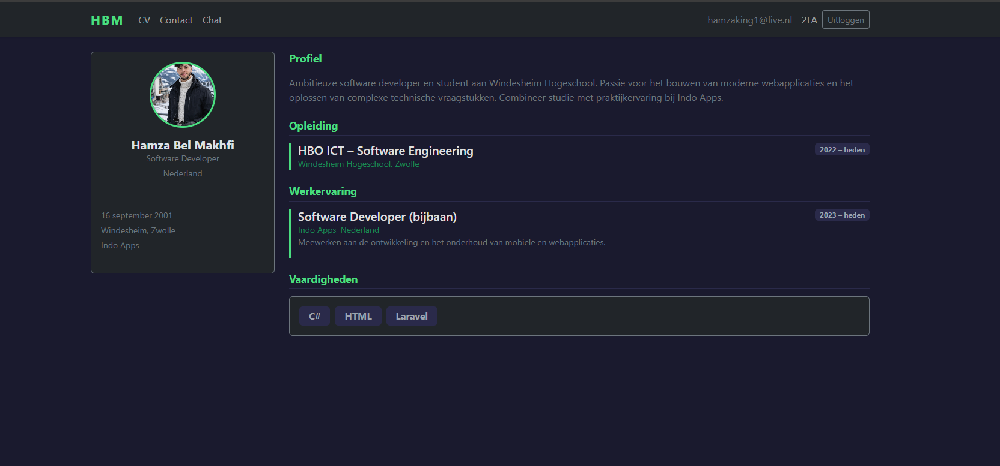 HBM CV Contact Chat hamzaking1@live.nl 2FA Uitloggen
Hamza Bel Makhfi
Software Developer
Nederland
16 september 2001
Windesheim, Zwolle
Indo Apps
Profiel
Ambitieuze software developer en student aan Windesheim Hogeschool. Passie voor het bouwen van moderne webapplicaties en het
oplossen van complexe technische vraagstukken. Combineer studie met praktijkervaring bij Indo Apps.
Opleiding
HBO ICT – Software Engineering 2022 – heden
Windesheim Hogeschool, Zwolle
Werkervaring
Software Developer (bijbaan) 2023 – heden
Indo Apps, Nederland
Meewerken aan de ontwikkeling en het onderhoud van mobiele en webapplicaties.
Vaardigheden
C# HTML Laravel